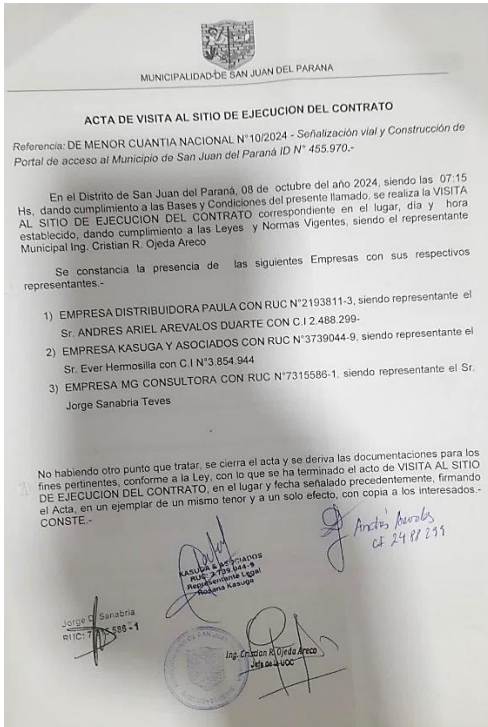 MUNICIPALIDAD DE SAN JUAN DEL PARANÁ
ACTA DE VISITA AL SITIO DE EJECUCION DEL CONTRATO
Referencia: DE MENOR CUANTIA NACIONAL N°10/2024 - Señalización vial y Construcción de
Portal de acceso al Municipio de San Juan del Paraná ID N° 455.970.-
En el Distrito de San Juan del Paraná, 08 de octubre del año 2024, siendo las 07:15
Hs, dando cumplimiento a las Bases y Condiciones del presente llamado, se realiza la VISITA
AL SITIO DE EJECUCION DEL CONTRATO correspondiente en el lugar, día y hora
establecido, dando cumplimiento a las Leyes y Normas Vigentes, siendo el representante
Municipal Ing. Cristian R. Ojeda Areco
Se constancia la presencia de las siguientes Empresas con sus respectivos
representantes.-
1) EMPRESA DISTRIBUIDORA PAULA CON RUC N°2193811-3, siendo representante el
Sr. ANDRES ARIEL AREVALOS DUARTE CON C.I 2.488.299-
2) EMPRESA KASUGA Y ASOCIADOS CON RUC N°3739044-9, siendo representante el
Sr. Ever Hermosilla con C.I N°3.854.944
3) EMPRESA MG CONSULTORA CON RUC N°7315586-1, siendo representante el Sr.
Jorge Sanabria Teves
No habiendo otro punto que tratar, se cierra el acta y se deriva las documentaciones para los
fines pertinentes, conforme a la Ley, con lo que se ha terminado el acto de VISITA AL SITIO
DE EJECUCION DEL CONTRATO, en el lugar y fecha señalado precedentemente, firmando
el Acta, en un ejemplar de un mismo tenor y a un solo efecto, con copia a los interesados.-
CONSTE.-
Andrés Arevalos
CI 2488299
KASUGA & ASOCIADOS
RUC: 3.739.044-9
Representante Legal
Rossana Kasuga
Jorge D. Sanabria
RUC:
Ing. Cristian R. Ojeda Areco
Jefe de la UOC